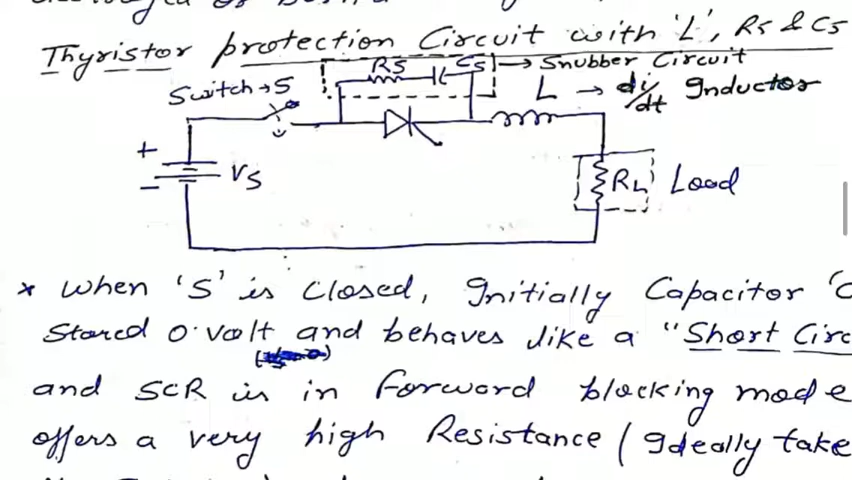 Thyristor protection Circuit with 'L', Rs & Cs
Rs Cs → Snubber Circuit
Switch → S L → di/dt Inductor
+
− Vs RL Load
* When 'S' is closed, Initially Capacitor 'C
Stored 0 volt and behaves like a "Short Circ
and SCR is in forward blocking mode
offers a very high Resistance (Ideally take